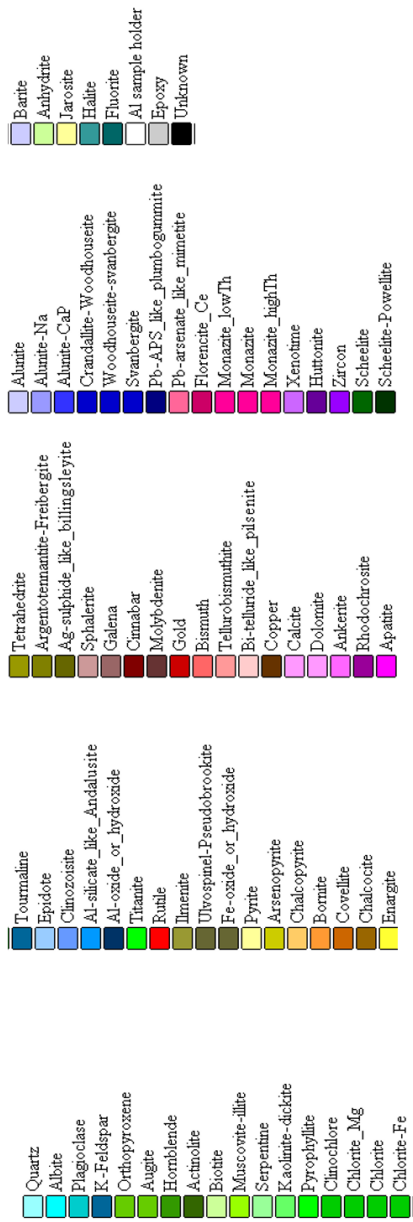 Quartz
Albite
Plagioclase
K-Feldspar
Orthopyroxene
Augite
Hornblende
Actinolite
Biotite
Muscovite-illite
Serpentine
Kaolinite-dickite
Pyrophyllite
Clinochlore
Chlorite_Mg
Chlorite
Chlorite-Fe
Tourmaline
Epidote
Clinozoisite
Al-silicate_like_Andalusite
Al-oxide_or_hydroxide
Titanite
Rutile
Ilmenite
Ulvospinel-Pseudobrookite
Fe-oxide_or_hydroxide
Pyrite
Arsenopyrite
Chalcopyrite
Bornite
Covellite
Chalcocite
Enargite
Tetrahedrite
Argentotennantite-Freibergite
Ag-sulphide_like_billingsleyite
Sphalerite
Galena
Cinnabar
Molybdenite
Gold
Bismuth
Tellurobismuthite
Bi-telluride_like_pilsenite
Copper
Calcite
Dolomite
Ankerite
Rhodochrosite
Apatite
Alunite
Alunite-Na
Alunite-CaP
Crandallite-Woodhouseite
Woodhouseite-svanbergite
Svanbergite
Pb-APS_like_plumbogummite
Pb-arsenate_like_mimetite
Florencite_Ce
Monazite_lowTh
Monazite
Monazite_highTh
Xenotime
Huttonite
Zircon
Scheelite
Scheelite-Powellite
Barite
Anhydrite
Jarosite
Halite
Fluorite
Al sample holder
Epoxy
Unknown